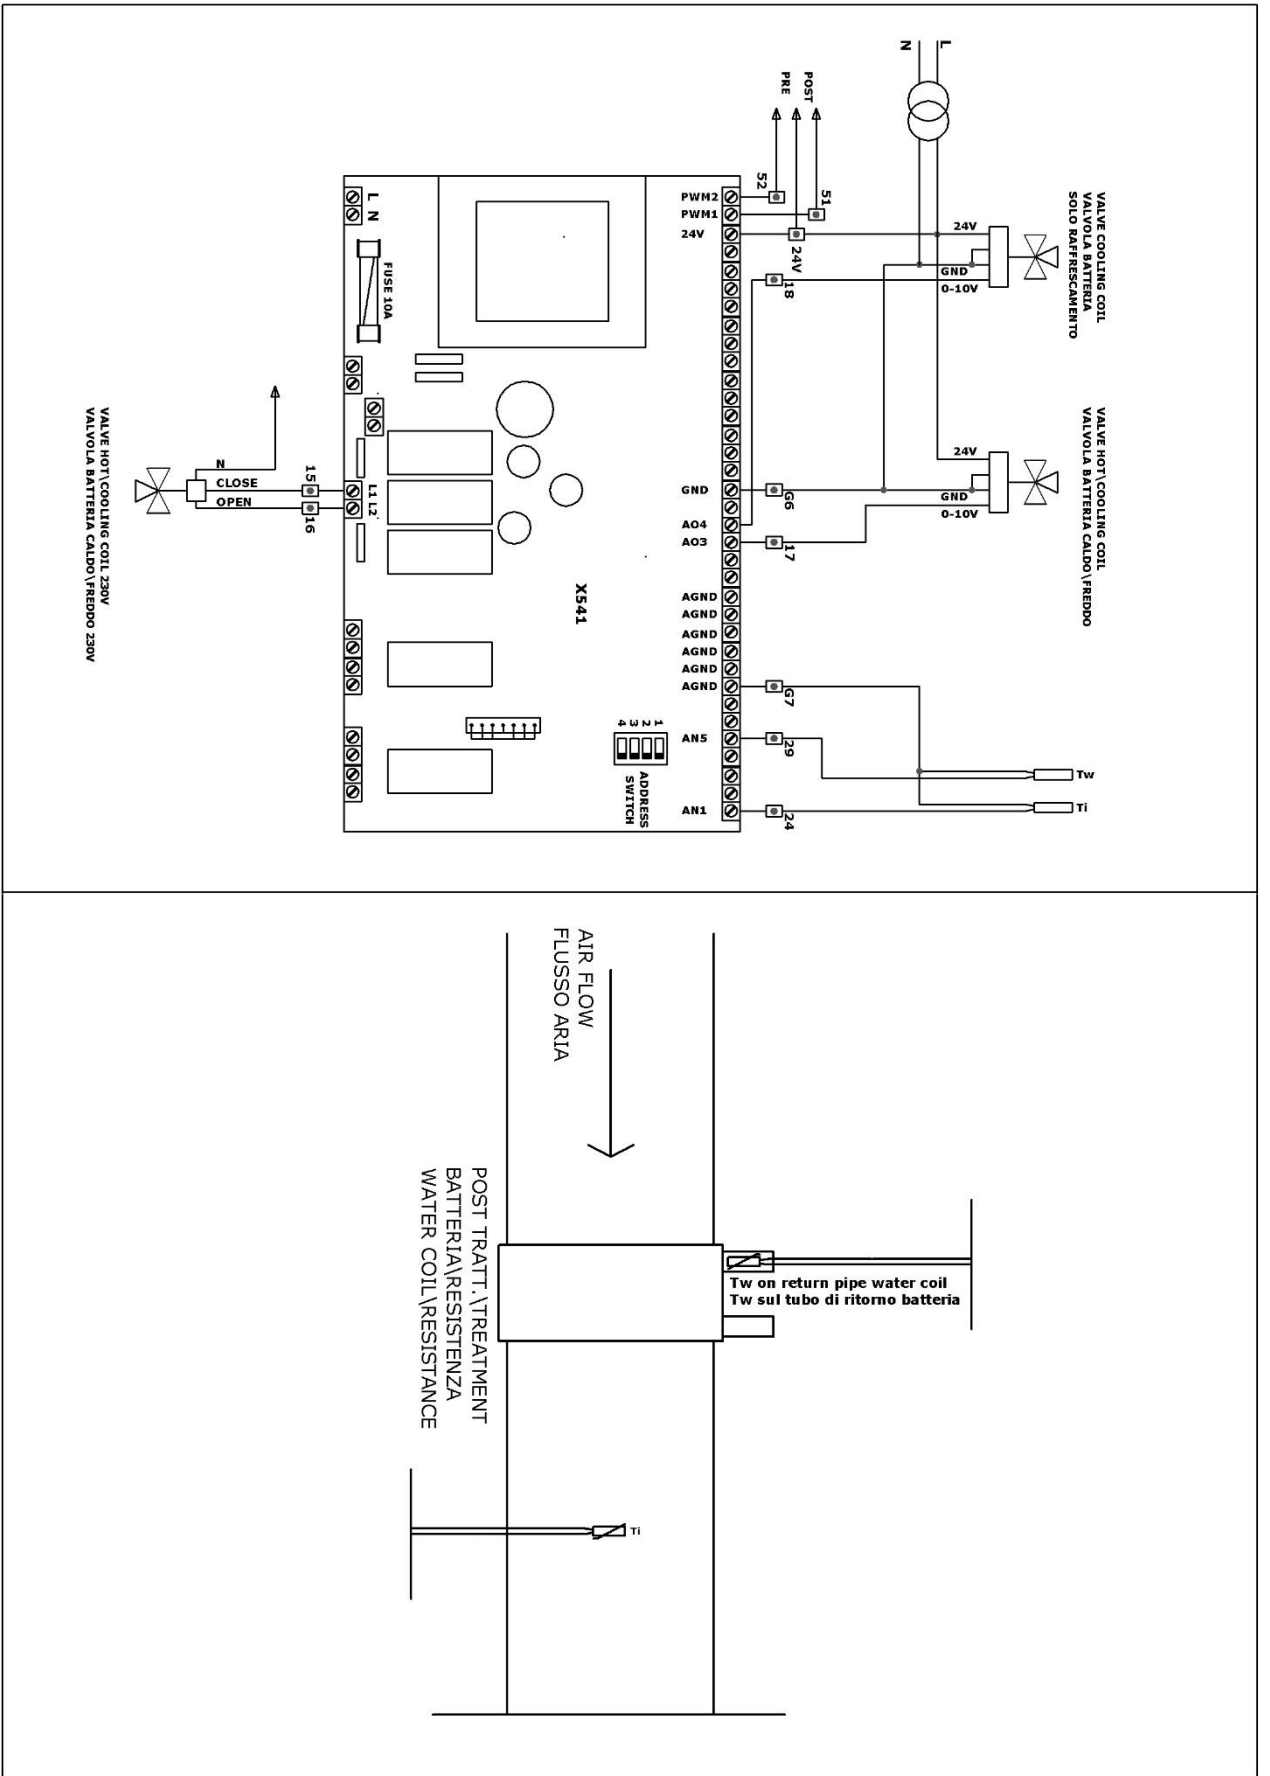 L
N
POST
PRE
VALVE COOLING COIL
VALVOLA BATTERIA
SOLO RAFFRESCAMENTO
24V
GND
0-10V
VALVE HOT\COOLING COIL
VALVOLA BATTERIA CALDO\FREDDO
24V
GND
0-10V
52
51
24V
18
G6
17
G7
29
24
Tw
Ti
PWM2
PWM1
24V
GND
AO4
AO3
AGND
AGND
AGND
AGND
AGND
AGND
AN5
AN1
L
N
FUSE 10A
L1 L2
X541
1
2
3
4
ADDRESS
SWITCH
15
16
N
CLOSE
OPEN
VALVE HOT\COOLING COIL 230V
VALVOLA BATTERIA CALDO\FREDDO 230V
AIR FLOW
FLUSSO ARIA
POST TRATT.\TREATMENT
BATTERIA\RESISTENZA
WATER COIL\RESISTANCE
Tw on return pipe water coil
Tw sul tubo di ritorno batteria
Ti